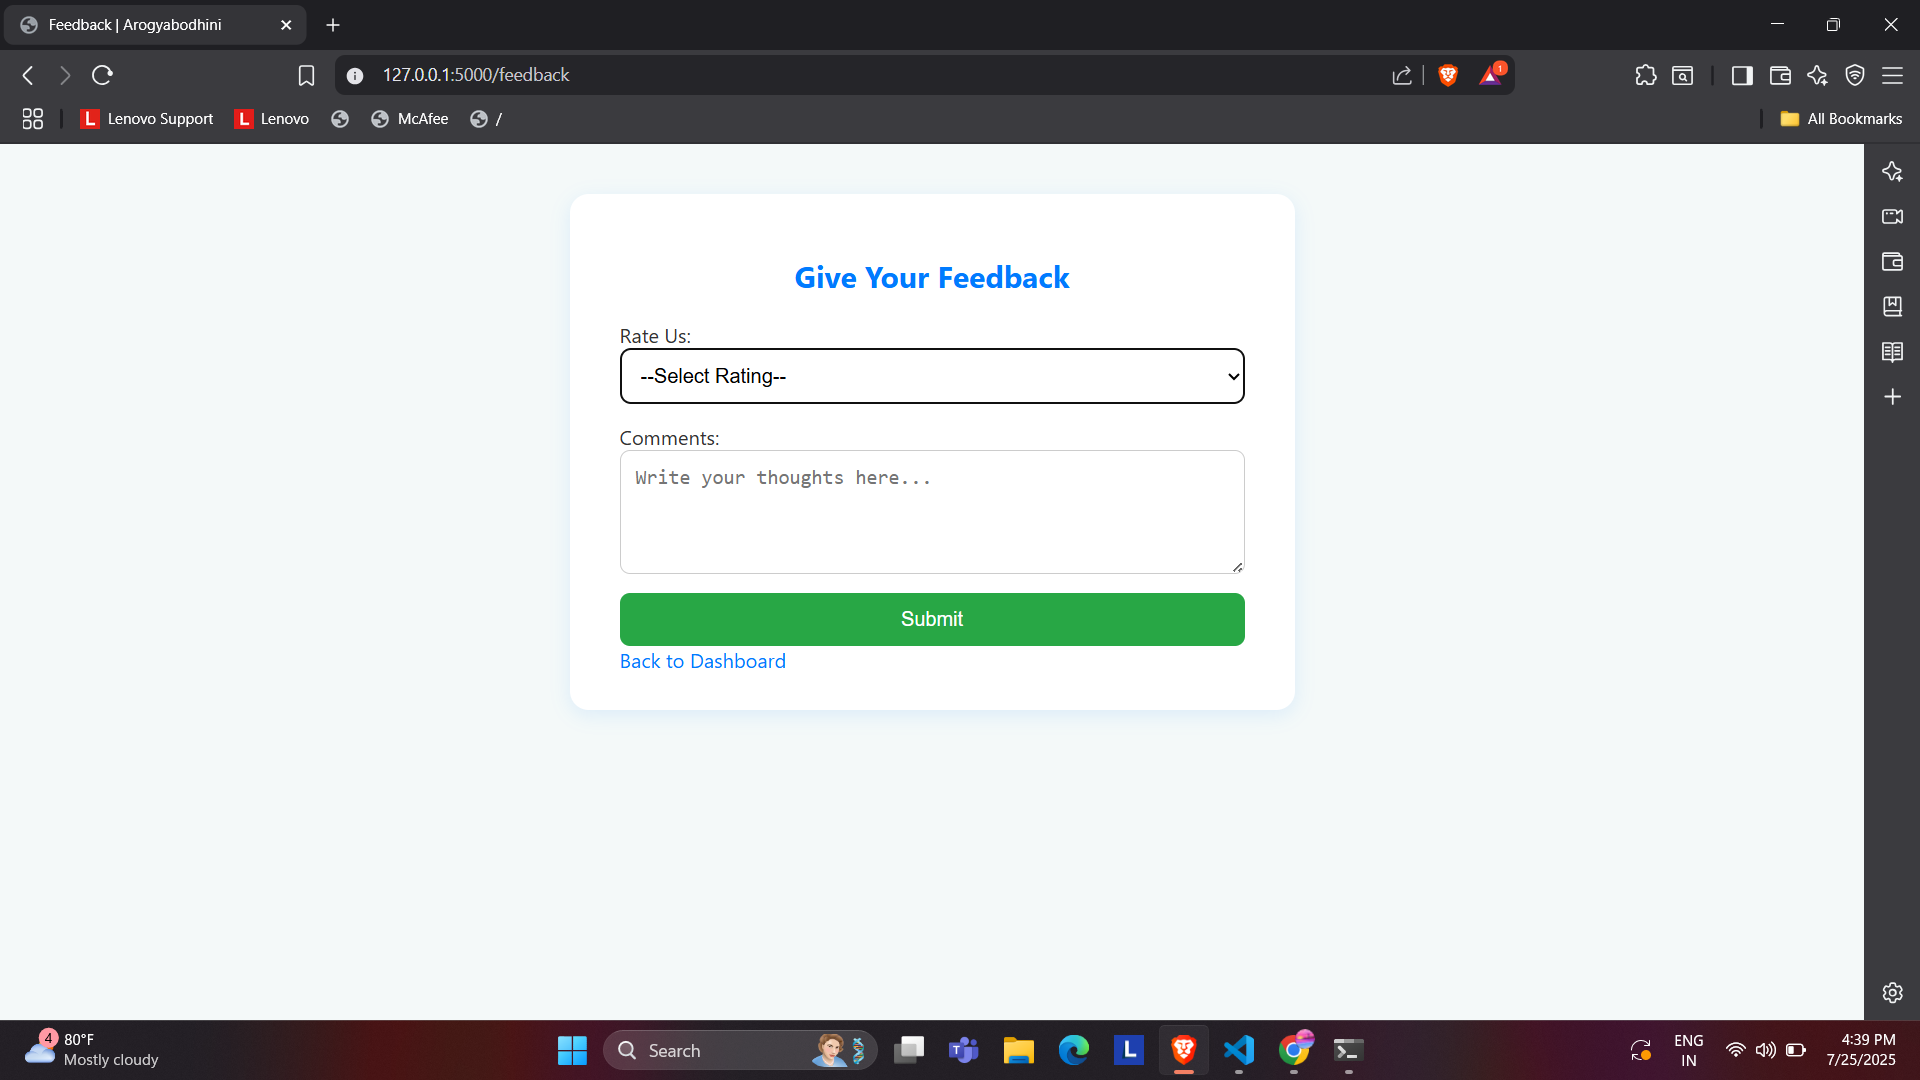 Feedback | Arogyabodhini
127.0.0.1:5000/feedback
1
Lenovo Support
Lenovo
McAfee
/
All Bookmarks
Give Your Feedback
Rate Us:
--Select Rating--
Comments:
Write your thoughts here...
Submit
Back to Dashboard
4
80°F
Mostly cloudy
Search
L
ENG
IN
4:39 PM
7/25/2025